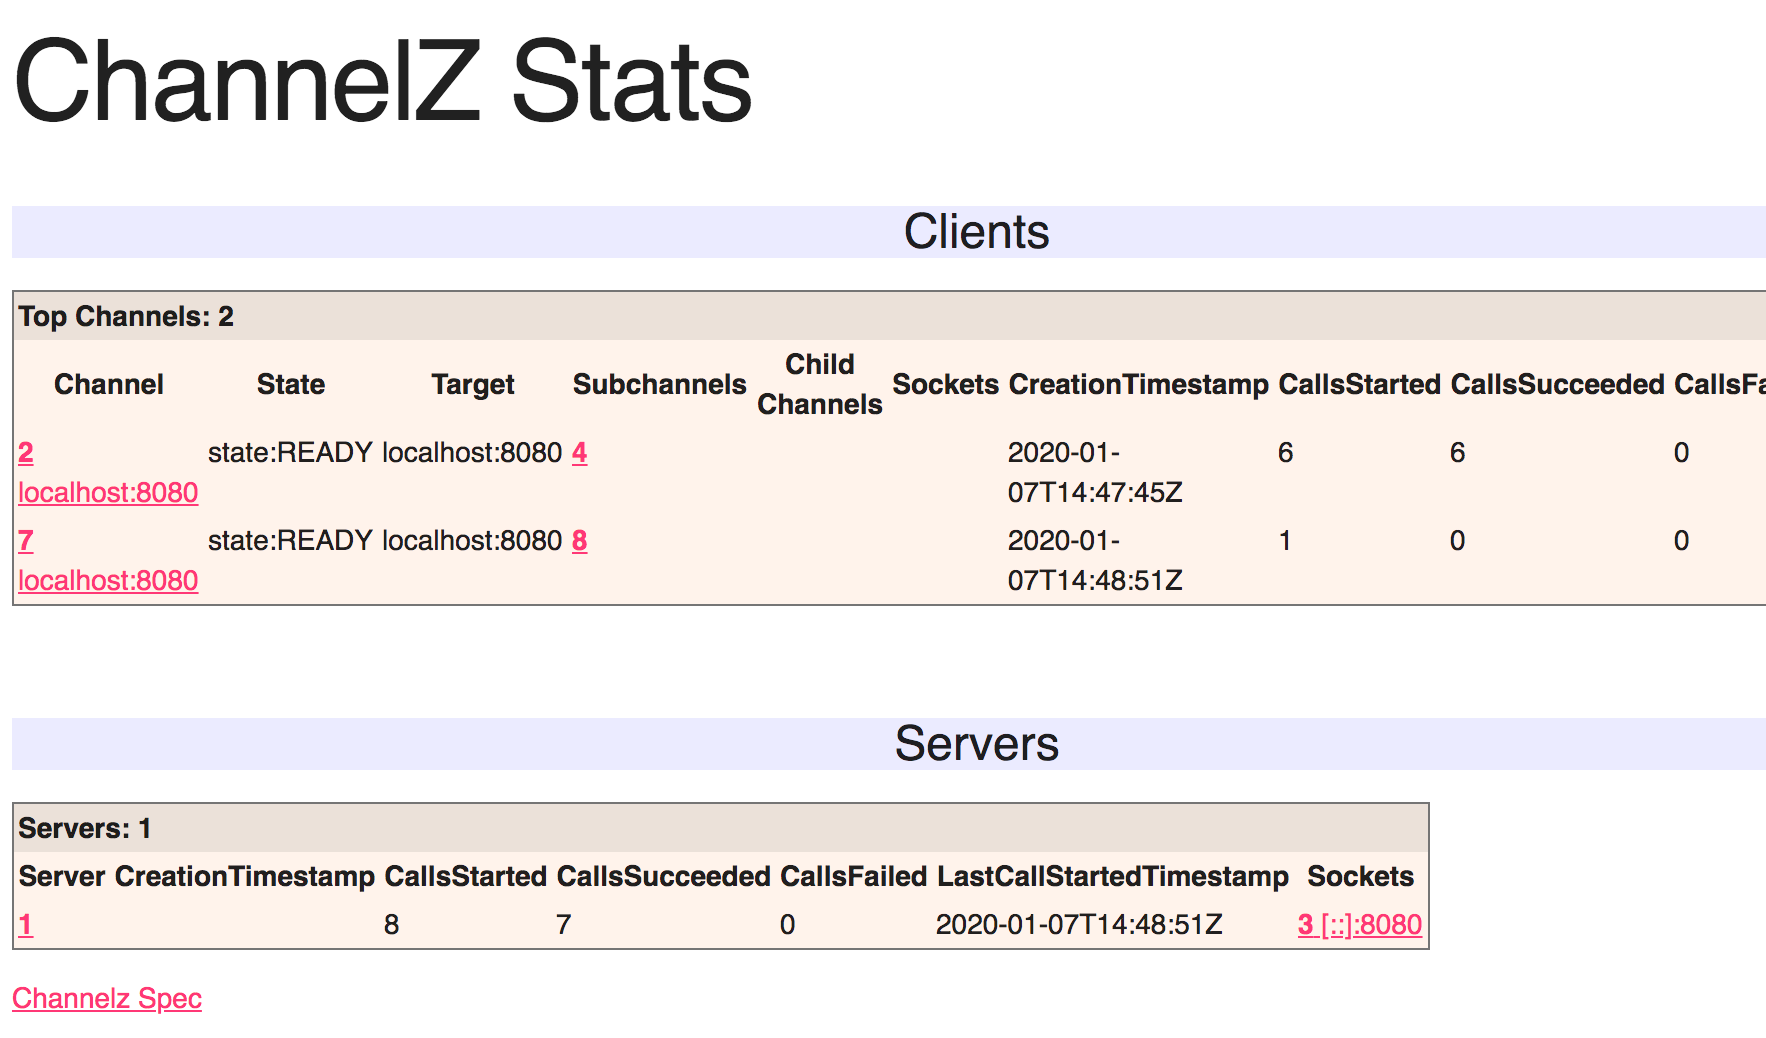 ChannelZ Stats
Clients
Top Channels: 2
Channel State Target Subchannels Child Channels Sockets CreationTimestamp CallsStarted CallsSucceeded CallsFa
2 localhost:8080 state:READY localhost:8080 4 2020-01-07T14:47:45Z 6 6 0
7 localhost:8080 state:READY localhost:8080 8 2020-01-07T14:48:51Z 1 0 0
Servers
Servers: 1
Server CreationTimestamp CallsStarted CallsSucceeded CallsFailed LastCallStartedTimestamp Sockets
1 8 7 0 2020-01-07T14:48:51Z 3 [::]:8080
Channelz Spec